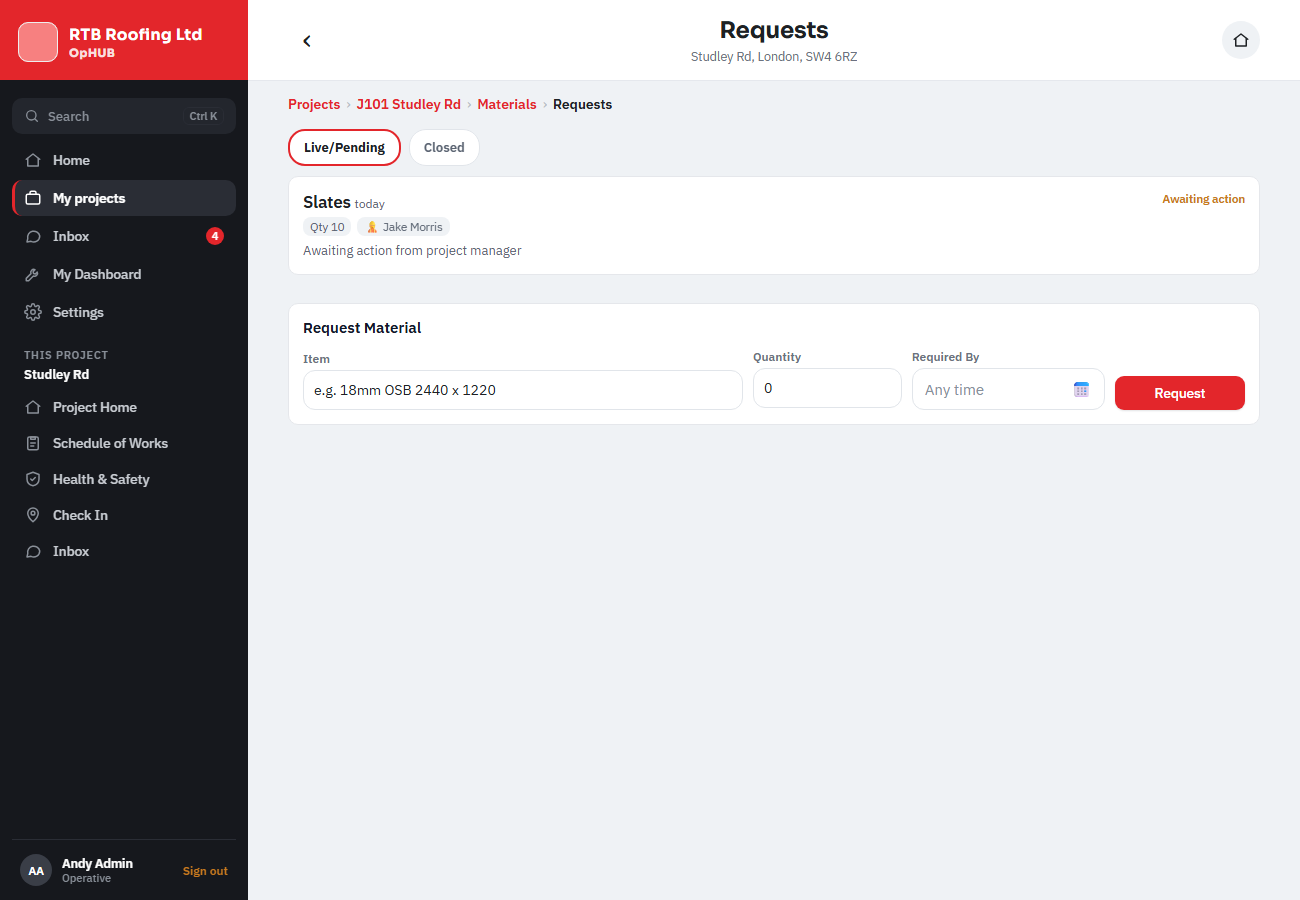 RTB Roofing Ltd
OpHUB
Search
Ctrl K
Home
My projects
Inbox
4
My Dashboard
Settings
THIS PROJECT
Studley Rd
Project Home
Schedule of Works
Health & Safety
Check In
Inbox
AA
Andy Admin
Operative
Sign out
Requests
Studley Rd, London, SW4 6RZ
Projects › J101 Studley Rd › Materials › Requests
Live/Pending
Closed
Slates today
Awaiting action
Qty 10
Jake Morris
Awaiting action from project manager
Request Material
Item
e.g. 18mm OSB 2440 x 1220
Quantity
0
Required By
Any time
Request